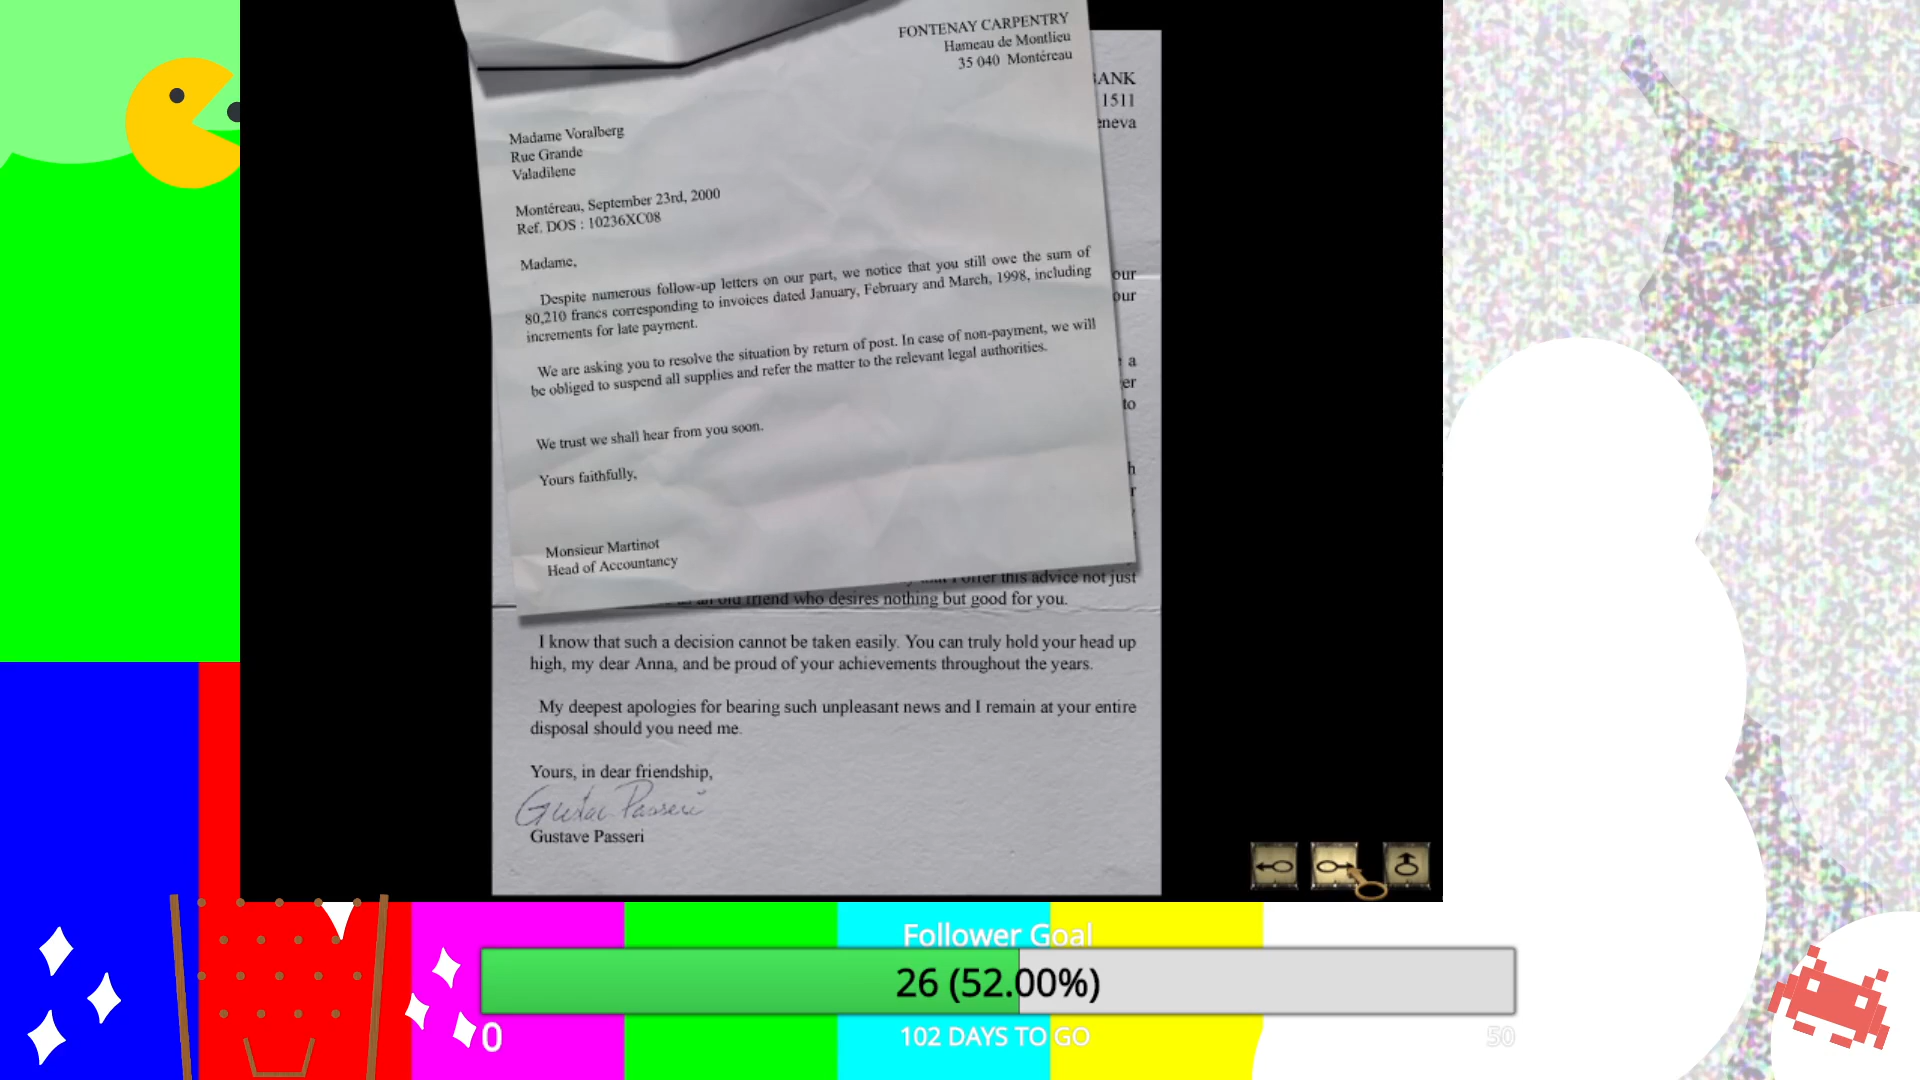 FONTENAY CARPENTRY
Hameau de Montlieu
35 040 Montéreau
ANK
1511
eneva
Madame Voralberg
Rue Grande
Valadilene
Montéreau, September 23rd, 2000
Ref. DOS : 10236XC08
Madame,
Despite numerous follow-up letters on our part, we notice that you still owe the sum of
80,210 francs corresponding to invoices dated January, February and March, 1998, including
increments for late payment.
our
our
We are asking you to resolve the situation by return of post. In case of non-payment, we will
be obliged to suspend all supplies and refer the matter to the relevant legal authorities.
a
er
to
We trust we shall hear from you soon.
h
r
Yours faithfully,
Monsieur Martinot
Head of Accountancy
I offer this advice not just
an old friend who desires nothing but good for you.
I know that such a decision cannot be taken easily. You can truly hold your head up
high, my dear Anna, and be proud of your achievements throughout the years.
My deepest apologies for bearing such unpleasant news and I remain at your entire
disposal should you need me.
Yours, in dear friendship,
Gustave Passeri
Gustave Passeri
Follower Goal
26 (52.00%)
0
102 DAYS TO GO
50